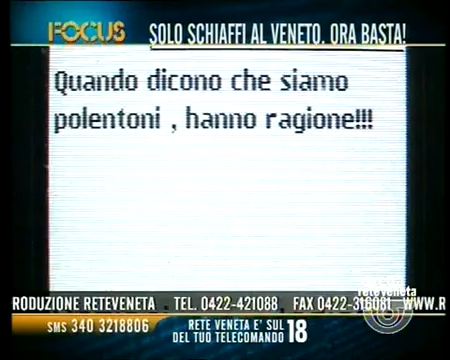 FOCUS SOLO SCHIAFFI AL VENETO. ORA BASTA!
Quando dicono che siamo
polentoni , hanno ragione!!!
reteveneta
RODUZIONE RETEVENETA . TEL. 0422-421088 , FAX 0422-316081 ,WWW.R
SMS 340 3218806
RETE VENETA E' SUL
DEL TUO TELECOMANDO 18